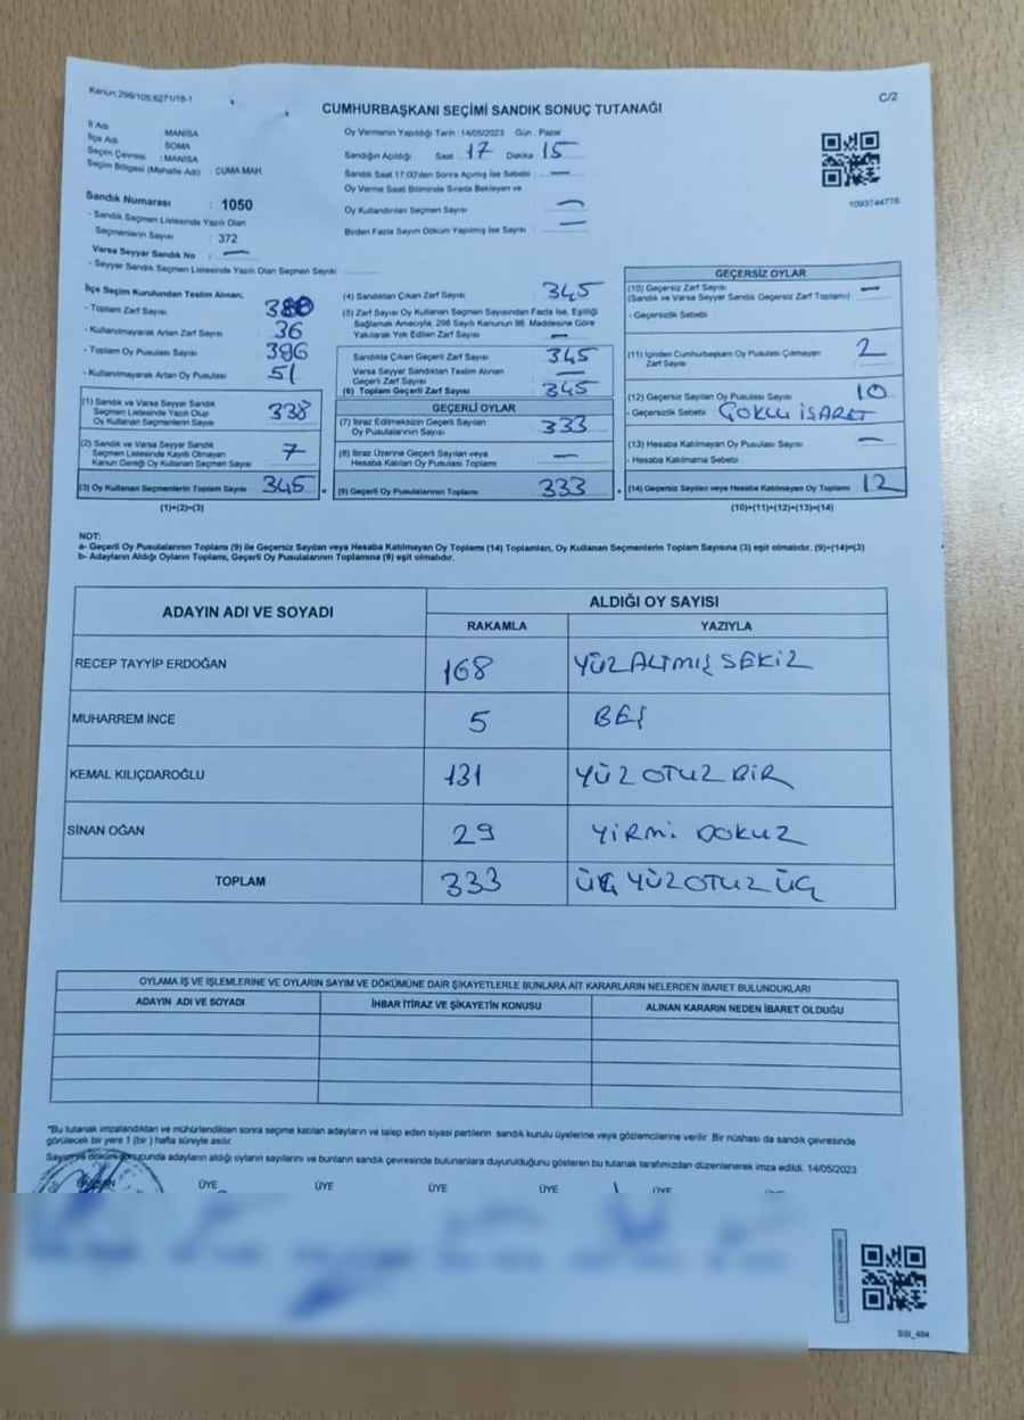 Kanun:298/105;6271/18-1
C/2
CUMHURBAŞKANI SEÇİMİ SANDIK SONUÇ TUTANAĞI
İl Adı MANİSA
İlçe Adı SOMA
Seçim Çevresi : MANİSA
Seçim Bölgesi (Mahalle Adı) : CUMA MAH.
Sandık Numarası : 1050
- Sandık Seçmen Listesinde Yazılı Olan
Seçmenlerin Sayısı : 372
Varsa Seyyar Sandık No : —
- Seyyar Sandık Seçmen Listesinde Yazılı Olan Seçmen Sayısı
Oy Vermenin Yapıldığı Tarih : 14/05/2023 Gün : Pazar
Sandığın Açıldığı Saat 17 Dakika 15
Sandık Saat 17:00'den Sonra Açılmış İse Sebebi : —
Oy Verme Saati Bitiminde Sırada Bekleyen ve
Oy Kullandırılan Seçmen Sayısı —
Birden Fazla Sayım Döküm Yapılmış İse Sayısı —
1093744776
İlçe Seçim Kurulundan Teslim Alınan;
- Toplam Zarf Sayısı
- Kullanılmayarak Artan Zarf Sayısı 36
- Toplam Oy Pusulası Sayısı 396
- Kullanılmayarak Artan Oy Pusulası 51
(1) Sandık ve Varsa Seyyar Sandık
Seçmen Listesinde Yazılı Olup
Oy Kullanan Seçmenlerin Sayısı 338
(2) Sandık ve Varsa Seyyar Sandık
Seçmen Listesinde Kayıtlı Olmayan
Kanun Gereği Oy Kullanan Seçmen Sayısı 7
(3) Oy Kullanan Seçmenlerin Toplam Sayısı 345
(1)+(2)=(3)
(4) Sandıktan Çıkan Zarf Sayısı 345
(5) Zarf Sayısı Oy Kullanan Seçmen Sayısından Fazla İse, Eşitliği
Sağlamak Amacıyla, 298 Sayılı Kanunun 98. Maddesine Göre
Yakılarak Yok Edilen Zarf Sayısı —
Sandıkta Çıkan Geçerli Zarf Sayısı 345
Varsa Seyyar Sandıktan Teslim Alınan
Geçerli Zarf Sayısı —
(6) Toplam Geçerli Zarf Sayısı 345
GEÇERLİ OYLAR
(7) İtiraz Edilmeksizin Geçerli Sayılan
Oy Pusulalarının Sayısı 333
(8) İtiraz Üzerine Geçerli Sayılan veya
Hesaba Katılan Oy Pusulası Toplamı —
(9) Geçerli Oy Pusulalarının Toplamı 333
GEÇERSİZ OYLAR
(10) Geçersiz Zarf Sayısı —
(Sandık ve Varsa Seyyar Sandık Geçersiz Zarf Toplamı)
- Geçersizlik Sebebi
(11) İçinden Cumhurbaşkanı Oy Pusulası Çıkmayan
Zarf Sayısı 2
(12) Geçersiz Sayılan Oy Pusulası Sayısı 10
- Geçersizlik Sebebi ÇOKLU İŞARET
(13) Hesaba Katılmayan Oy Pusulası Sayısı —
- Hesaba Katılmama Sebebi
(14) Geçersiz Sayılan veya Hesaba Katılmayan Oy Toplamı 12
(10)+(11)+(12)+(13)=(14)
NOT:
a- Geçerli Oy Pusulalarının Toplamı (9) ile Geçersiz Sayılan veya Hesaba Katılmayan Oy Toplamı (14) Toplamları, Oy Kullanan Seçmenlerin Toplam Sayısına (3) eşit olmalıdır. (9)+(14)=(3)
b- Adayların Aldığı Oyların Toplamı, Geçerli Oy Pusulalarının Toplamına (9) eşit olmalıdır.
ADAYIN ADI VE SOYADI ALDIĞI OY SAYISI
RAKAMLA YAZIYLA
RECEP TAYYİP ERDOĞAN 168 YÜZ ALTMIŞ SEKİZ
MUHARREM İNCE 5 BEŞ
KEMAL KILIÇDAROĞLU 131 YÜZ OTUZ BİR
SİNAN OĞAN 29 YİRMİ DOKUZ
TOPLAM 333 ÜÇ YÜZ OTUZ ÜÇ
OYLAMA İŞ VE İŞLEMLERİNE VE OYLARIN SAYIM VE DÖKÜMÜNE DAİR ŞİKAYETLERLE BUNLARA AİT KARARLARIN NELERDEN İBARET BULUNDUKLARI
ADAYIN ADI VE SOYADI İHBAR İTİRAZ VE ŞİKAYETİN KONUSU ALINAN KARARIN NEDEN İBARET OLDUĞU
*Bu tutanak imzalandıktan ve mühürlendikten sonra seçime katılan adayların ve talep eden siyasi partilerin sandık kurulu üyelerine veya gözlemcilerine verilir. Bir nüshası da sandık çevresinde
görülecek bir yere 1 (bir ) hafta süreyle asılır.
Sayım ve döküm sonucunda adayların aldığı oyların sayılarını ve bunların sandık çevresinde bulunanlara duyurulduğunu gösteren bu tutanak tarafımızdan düzenlenerek imza edildi. 14/05/2023
ÜYE ÜYE ÜYE ÜYE ÜYE